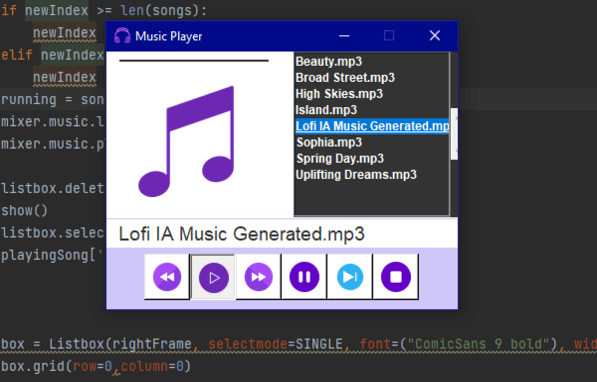 if newIndex >= len(songs):
newIndex
elif newIndex
newIndex
running = son
mixer.music.l
mixer.music.p
listbox.delet
show()
listbox.selec
playingSong['
Music Player
Beauty.mp3
Broad Street.mp3
High Skies.mp3
Island.mp3
Lofi IA Music Generated.mp
Sophia.mp3
Spring Day.mp3
Uplifting Dreams.mp3
Lofi IA Music Generated.mp3
box = Listbox(rightFrame, selectmode=SINGLE, font=("ComicSans 9 bold"), wid
box.grid(row=0,column=0)